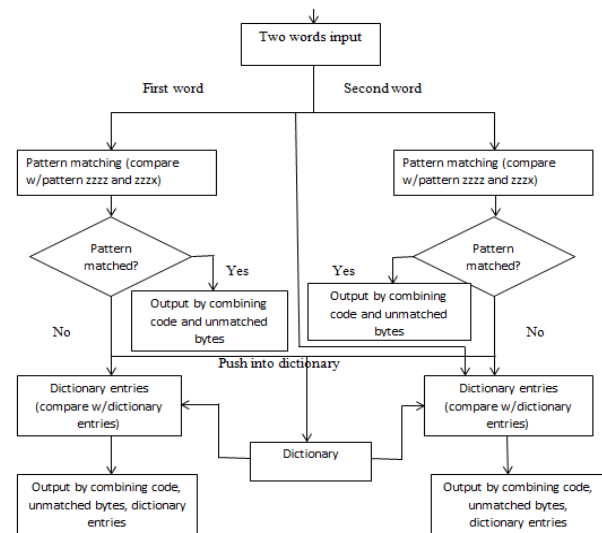 Two words input
First word
Second word
Pattern matching (compare
w/pattern zzzz and zzzx)
Pattern matching (compare
w/pattern zzzz and zzzx)
Pattern
matched?
Pattern
matched?
Yes
Yes
Output by combining
code and unmatched
bytes
Output by combining
code and unmatched
bytes
No
No
Push into dictionary
Dictionary entries
(compare w/dictionary
entries)
Dictionary entries
(compare w/dictionary
entries)
Dictionary
Output by combining code,
unmatched bytes, dictionary
entries
Output by combining code,
unmatched bytes,
dictionary entries